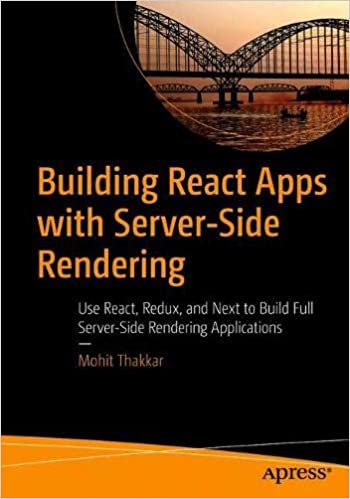 Building React Apps
with Server-Side
Rendering
Use React, Redux, and Next to Build Full
Server-Side Rendering Applications
—
Mohit Thakkar
Apress®